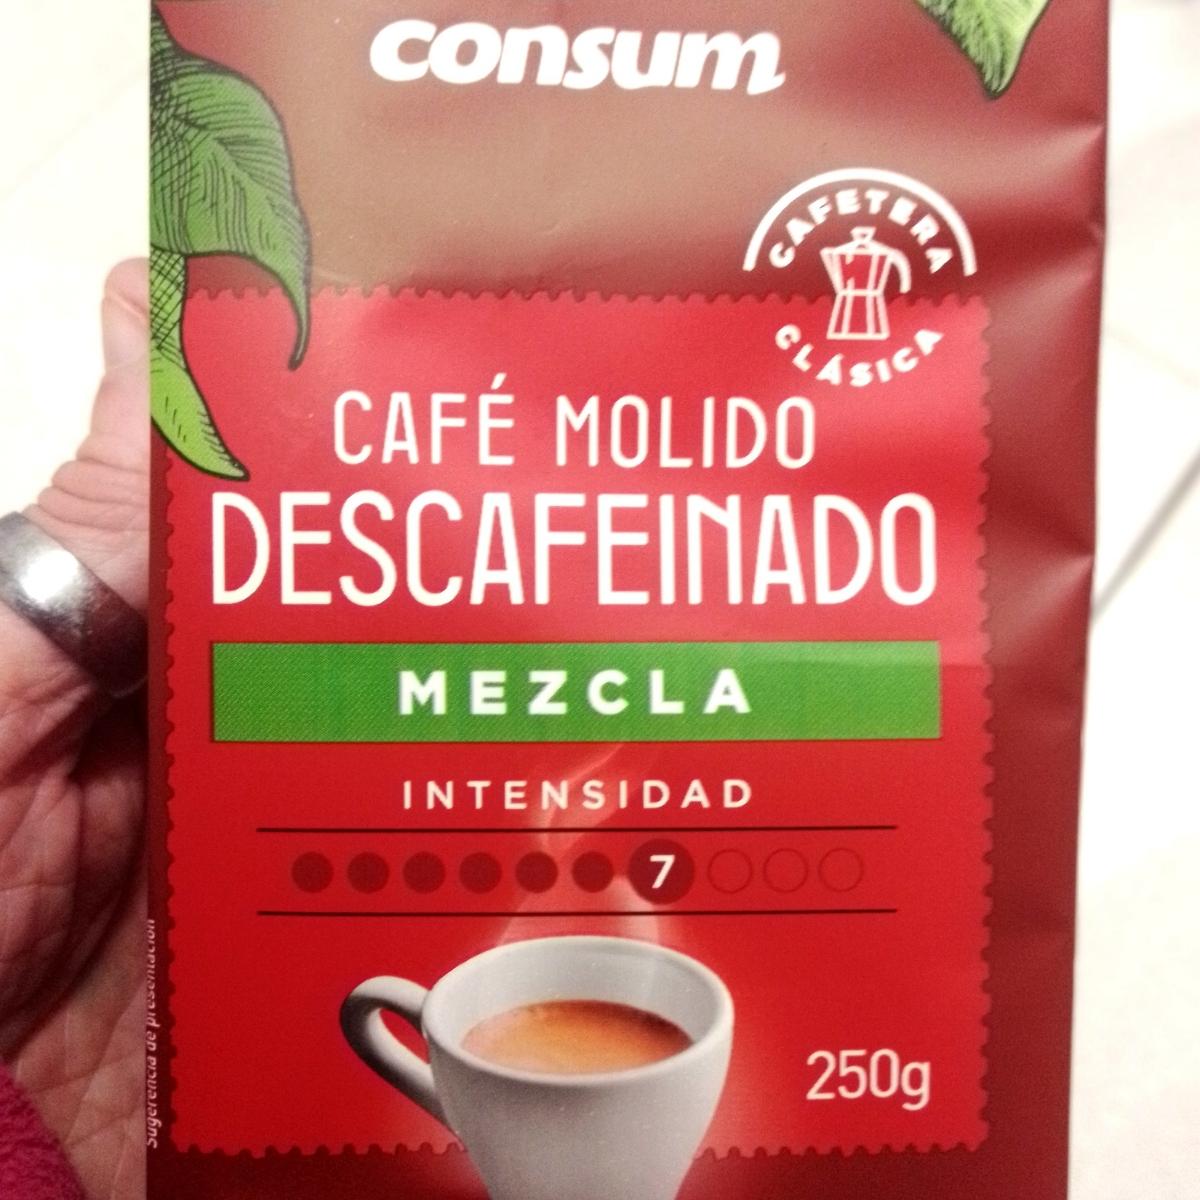 consum
CAFETERA
CLÁSICA
CAFÉ MOLIDO
DESCAFEINADO
MEZCLA
INTENSIDAD
7
250g
Sugerencia de presentación